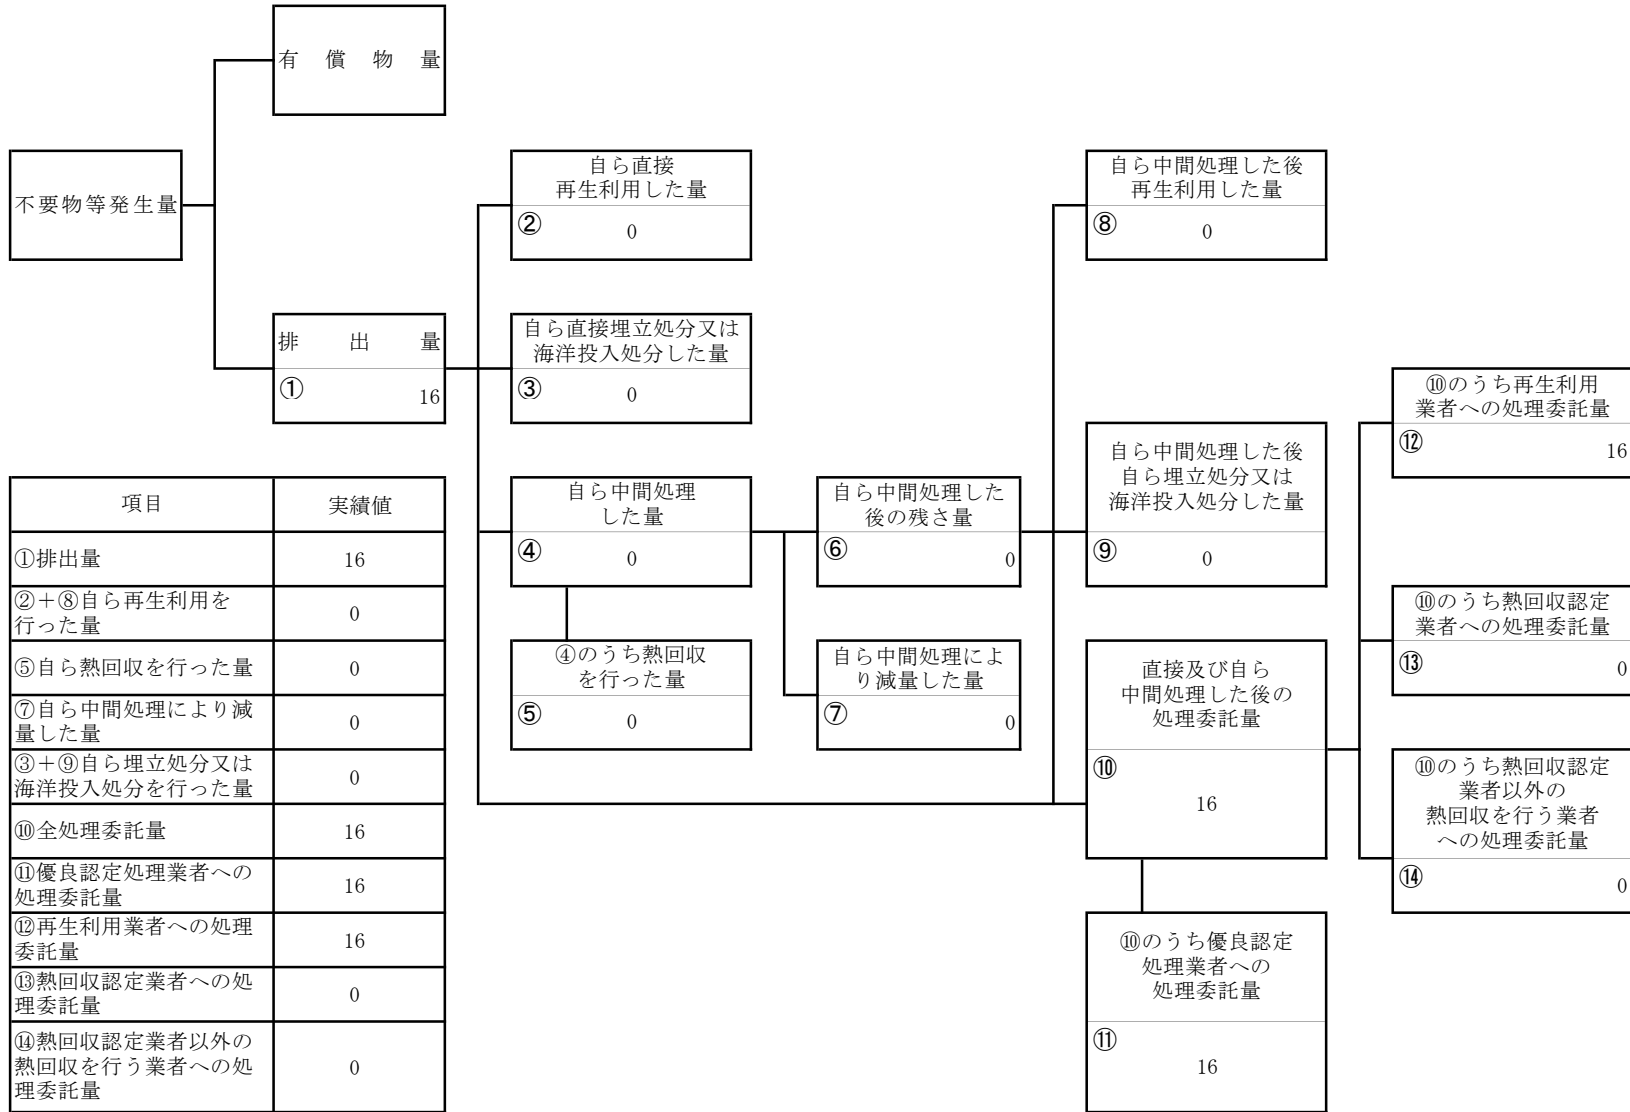 有償物量
不要物等発生量
排出量
①
16
自ら直接
再生利用した量
②
0
自ら直接埋立処分又は
海洋投入処分した量
③
0
自ら中間処理
した量
④
0
④のうち熱回収
を行った量
⑤
0
自ら中間処理した
後の残さ量
⑥
0
自ら中間処理によ
り減量した量
⑦
0
自ら中間処理した後
再生利用した量
⑧
0
自ら中間処理した後
自ら埋立処分又は
海洋投入処分した量
⑨
0
直接及び自ら
中間処理した後の
処理委託量
⑩
16
⑩のうち優良認定
処理業者への
処理委託量
⑪
16
⑩のうち再生利用
業者への処理委託量
⑫
16
⑩のうち熱回収認定
業者への処理委託量
⑬
0
⑩のうち熱回収認定
業者以外の
熱回収を行う業者
への処理委託量
⑭
0
項目 実績値
①排出量 16
②＋⑧自ら再生利用を
行った量
0
⑤自ら熱回収を行った量 0
⑦自ら中間処理により減
量した量
0
③＋⑨自ら埋立処分又は
海洋投入処分を行った量
0
⑩全処理委託量 16
⑪優良認定処理業者への
処理委託量
16
⑫再生利用業者への処理
委託量
16
⑬熱回収認定業者への処
理委託量
0
⑭熱回収認定業者以外の
熱回収を行う業者への処
理委託量
0